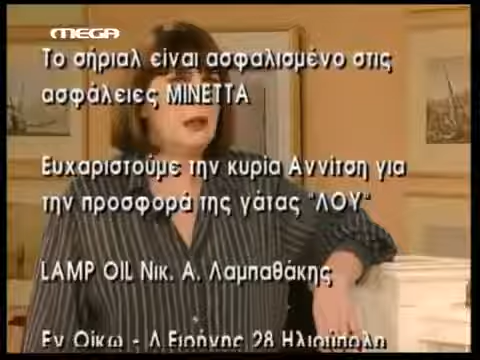 MEGA
Το σήριαλ είναι ασφαλισμένο στις
ασφάλειες ΜΙΝΕΤΤΑ
Ευχαριστούμε την κυρία Αννίτση για
την προσφορά της γάτας "ΛΟΥ"
LAMP OIL Νικ. Α. Λαμπαθάκης
Εν Οίκω - Λ.Ειρήνης 28 Ηλιούπολη